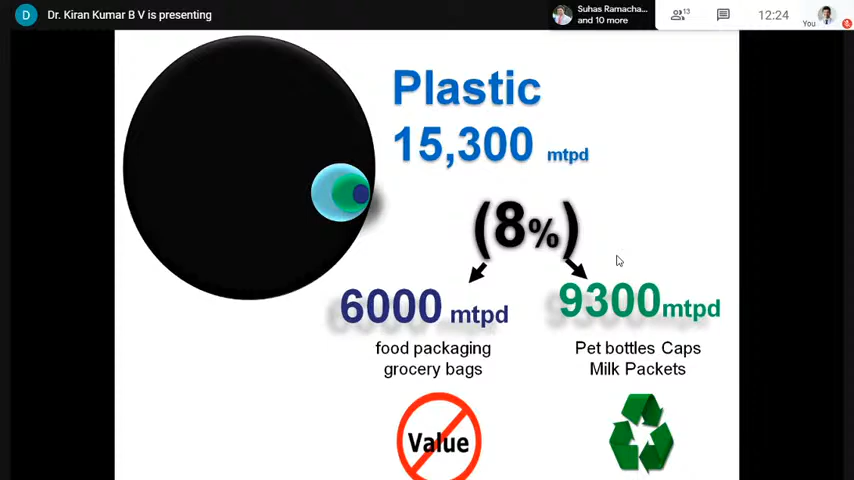 Dr. Kiran Kumar B V is presenting
Suhas Ramacha...
and 10 more
13
12:24
You
D
Plastic
15,300 mtpd
(8%)
6000 mtpd
9300mtpd
food packaging
grocery bags
Pet bottles Caps
Milk Packets
Value